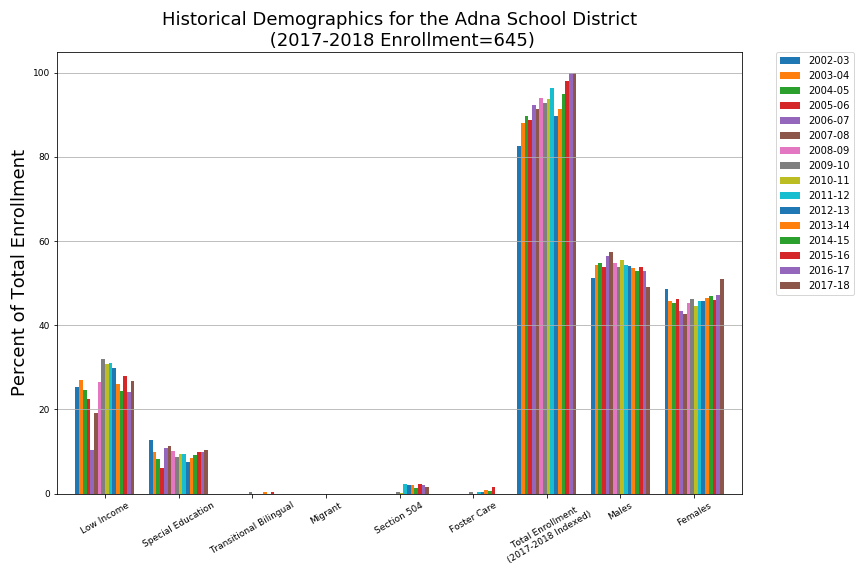 Historical Demographics for the Adna School District
(2017-2018 Enrollment=645)
Percent of Total Enrollment
100
80
60
40
20
0
Low Income
Special Education
Transitional Bilingual
Migrant
Section 504
Foster Care
Total Enrollment
(2017-2018 Indexed)
Males
Females
2002-03
2003-04
2004-05
2005-06
2006-07
2007-08
2008-09
2009-10
2010-11
2011-12
2012-13
2013-14
2014-15
2015-16
2016-17
2017-18